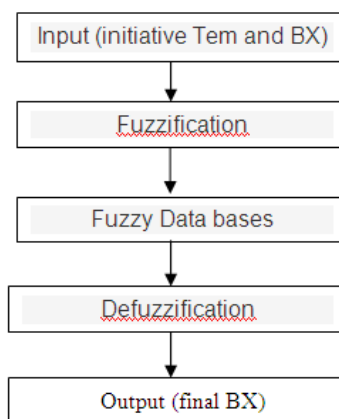 Input (initiative Tem and BX)
Fuzzification
Fuzzy Data bases
Defuzzification
Output (final BX)